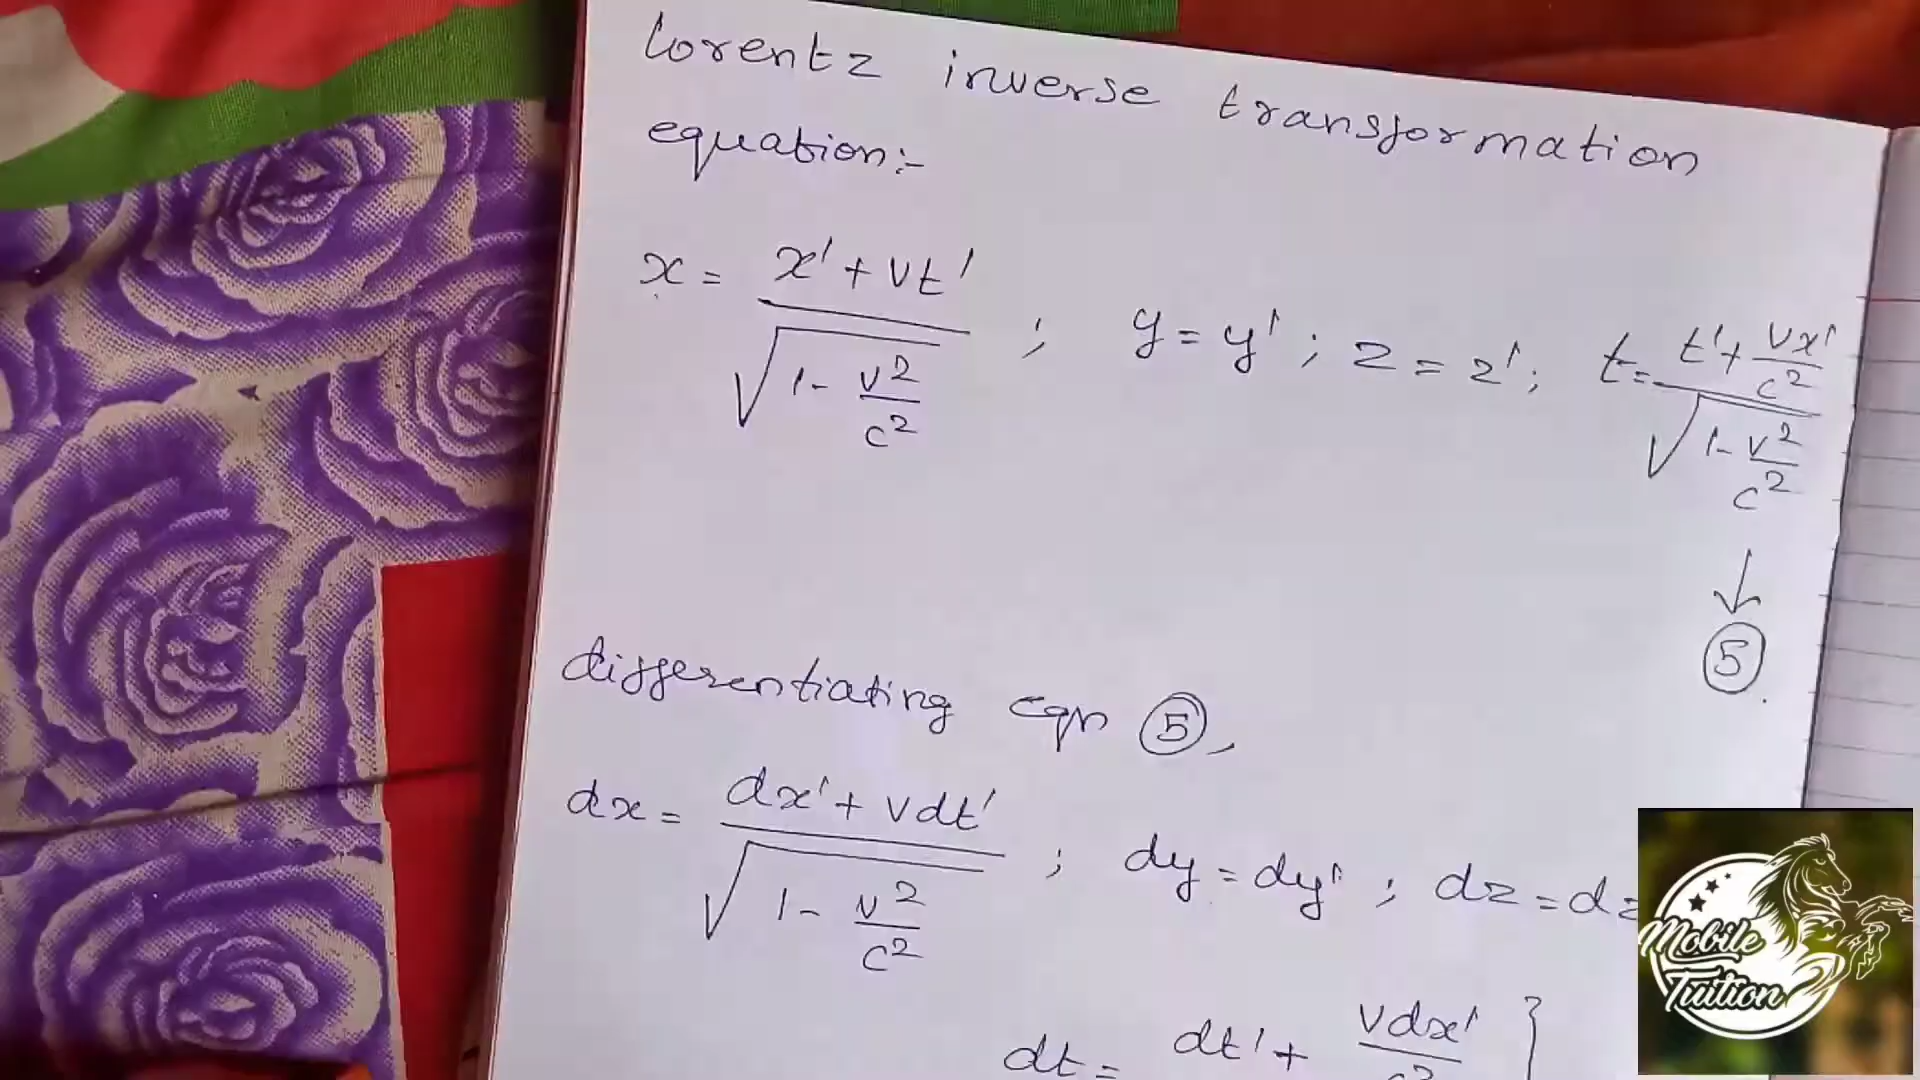 Lorentz inverse transformation
equation:-
x = (x' + vt') / √(1 - v²/c²) ; y = y' ; z = z' ; t = (t' + vx'/c²) / √(1 - v²/c²)
↓
⑤
differentiating eqn ⑤,
dx = (dx' + vdt') / √(1 - v²/c²) ; dy = dy' ; dz =
dt = dt' + vdx' / c² }
Mobile
Tuition